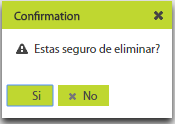 Confirmation
Estas seguro de eliminar?
Si
No